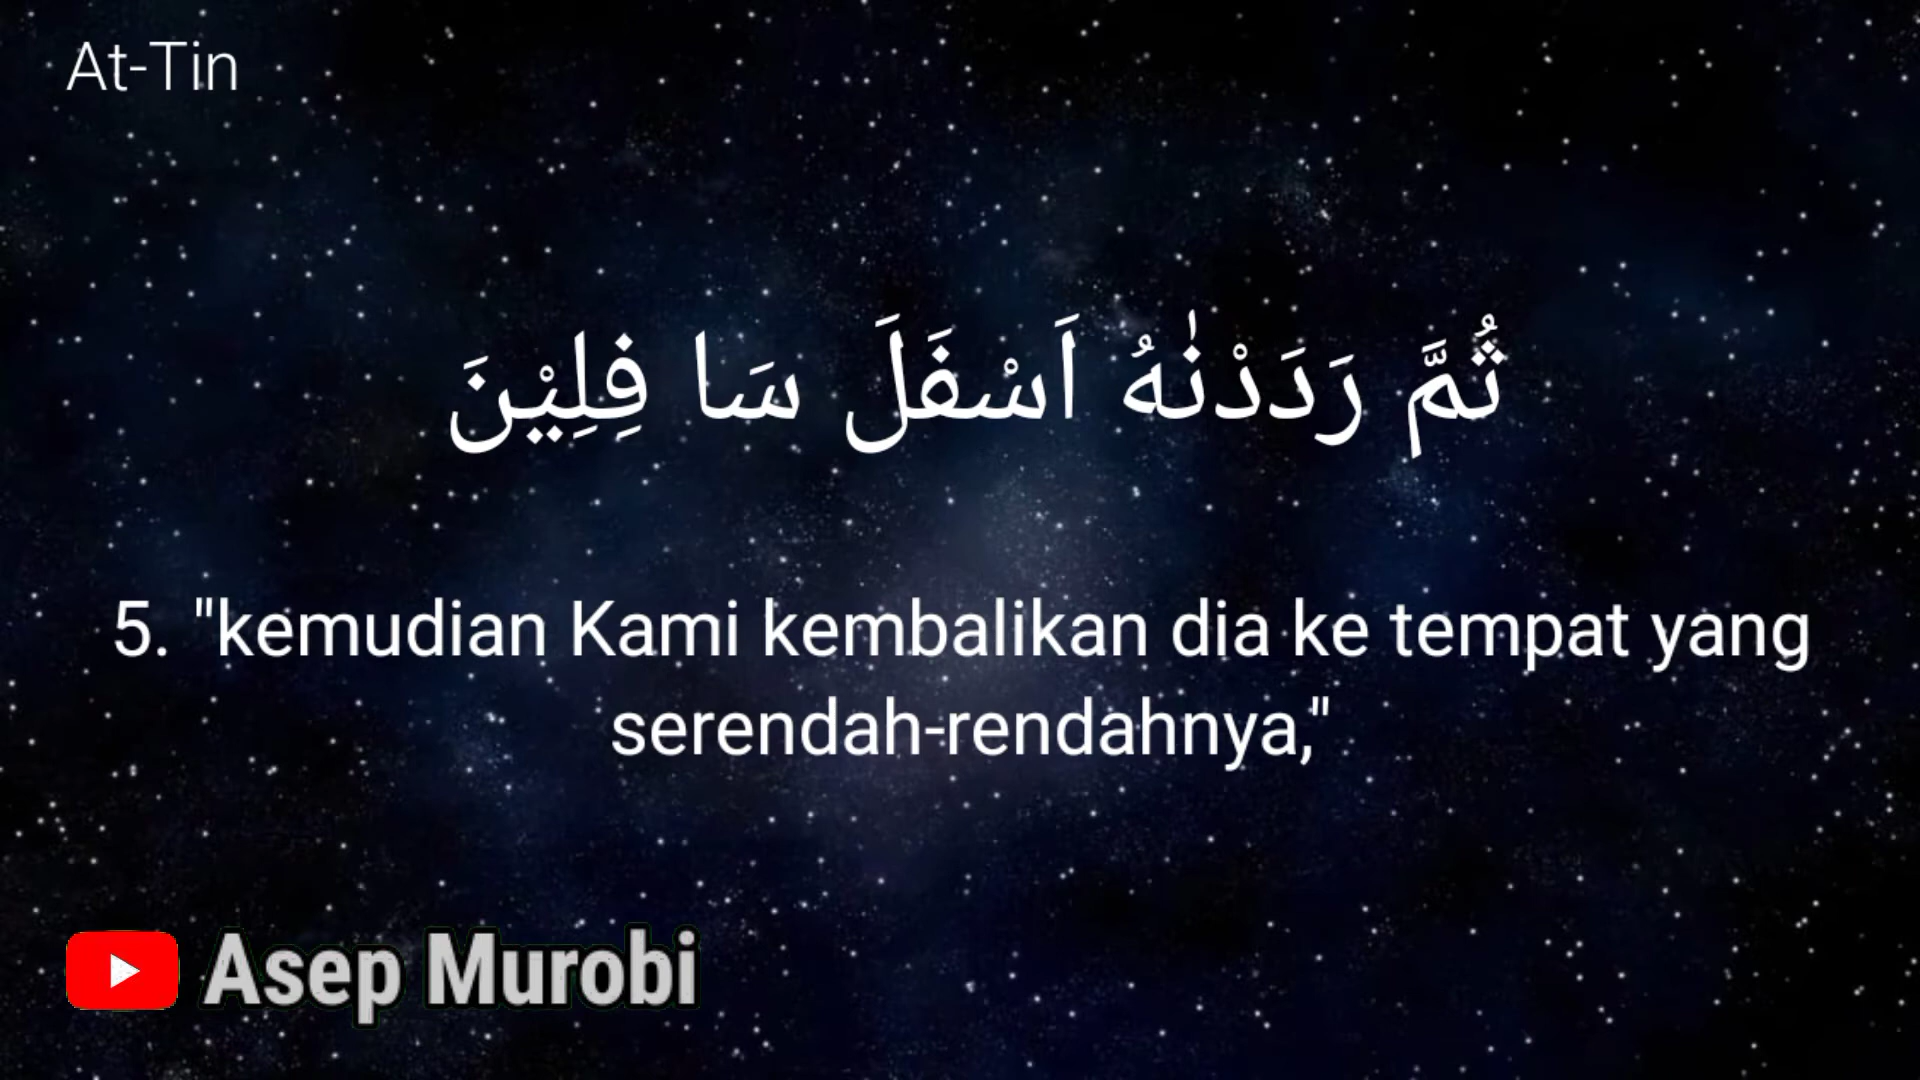 At-Tin
ثُمَّ رَدَدْنٰهُ اَسْفَلَ سَا فِلِيْنَ
5. "kemudian Kami kembalikan dia ke tempat yang
serendah-rendahnya,"
Asep Murobi